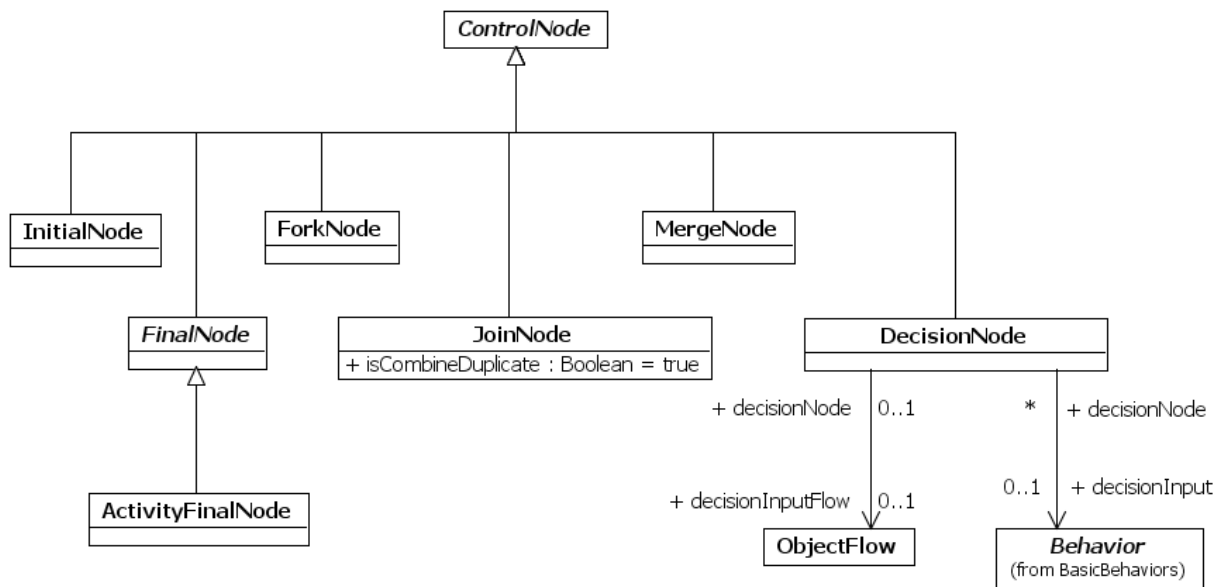 ControlNode
InitialNode
ForkNode
MergeNode
FinalNode
JoinNode
+ isCombineDuplicate : Boolean = true
DecisionNode
+ decisionNode 0..1
* + decisionNode
+ decisionInputFlow 0..1
0..1 + decisionInput
ActivityFinalNode
ObjectFlow
Behavior
(from BasicBehaviors)